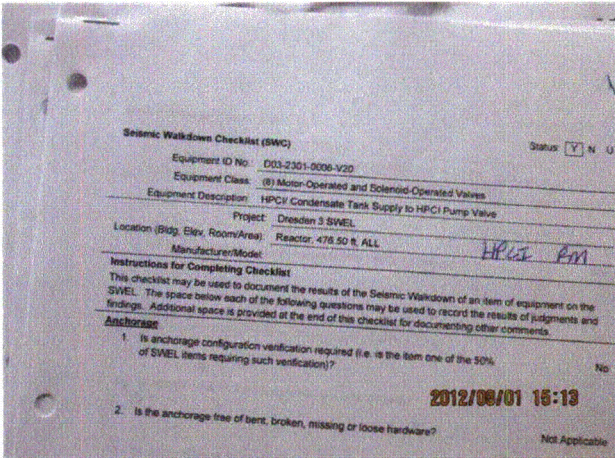 Seismic Walkdown Checklist (SWC)
Status Y N U
Equipment ID No. D03-2301-0006-V20
Equipment Class: (8) Motor-Operated and Solenoid-Operated Valves
Equipment Description: HPCI/ Condensate Tank Supply to HPCI Pump Valve
Project: Dresden 3 SWEL
Location (Bldg, Elev, Room/Area): Reactor, 476.50 ft, ALL
HPCI RM
Manufacturer/Model:
Instructions for Completing Checklist
This checklist may be used to document the results of the Seismic Walkdown of an item of equipment on the
SWEL. The space below each of the following questions may be used to record the results of judgments and
findings. Additional space is provided at the end of this checklist for documenting other comments.
Anchorage
1. Is anchorage configuration verification required (i.e. is the item one of the 50%
of SWEL items requiring such verification)?
No
2012/09/01 15:13
2. Is the anchorage free of bent, broken, missing or loose hardware?
Not Applicable